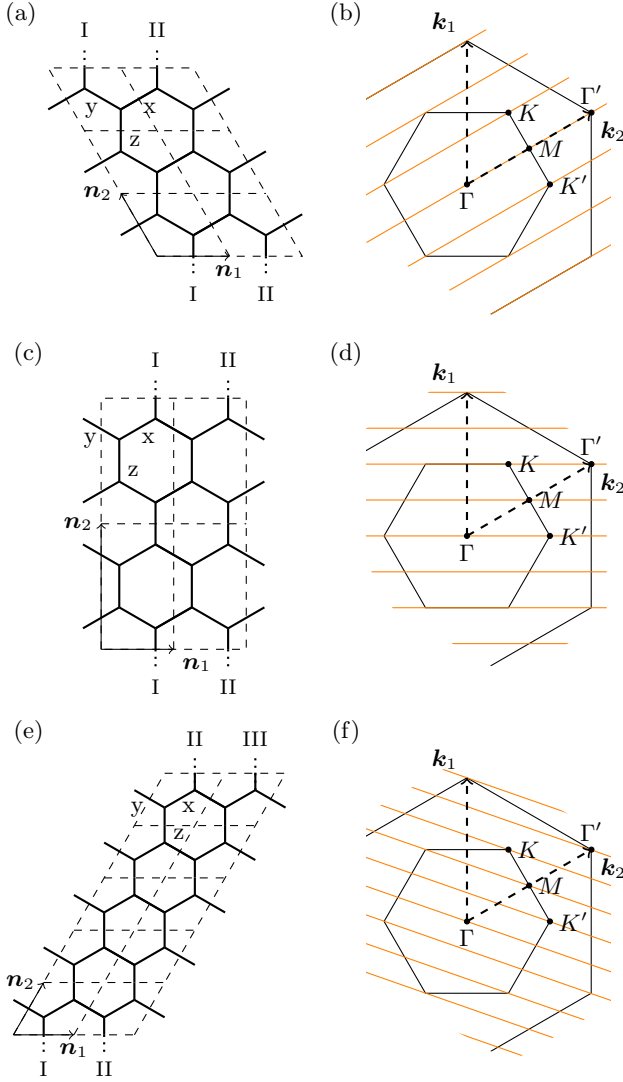 (a)
I II
y x
z
n₂
n₁
I II
(b)
k₁
Γ′
K
k₂
M
Γ
K′
(c)
I II
y x
z
n₂
n₁
I II
(d)
k₁
Γ′
K
k₂
M
Γ
K′
(e)
II III
y x
z
n₂
n₁
I II
(f)
k₁
Γ′
K
k₂
M
Γ
K′